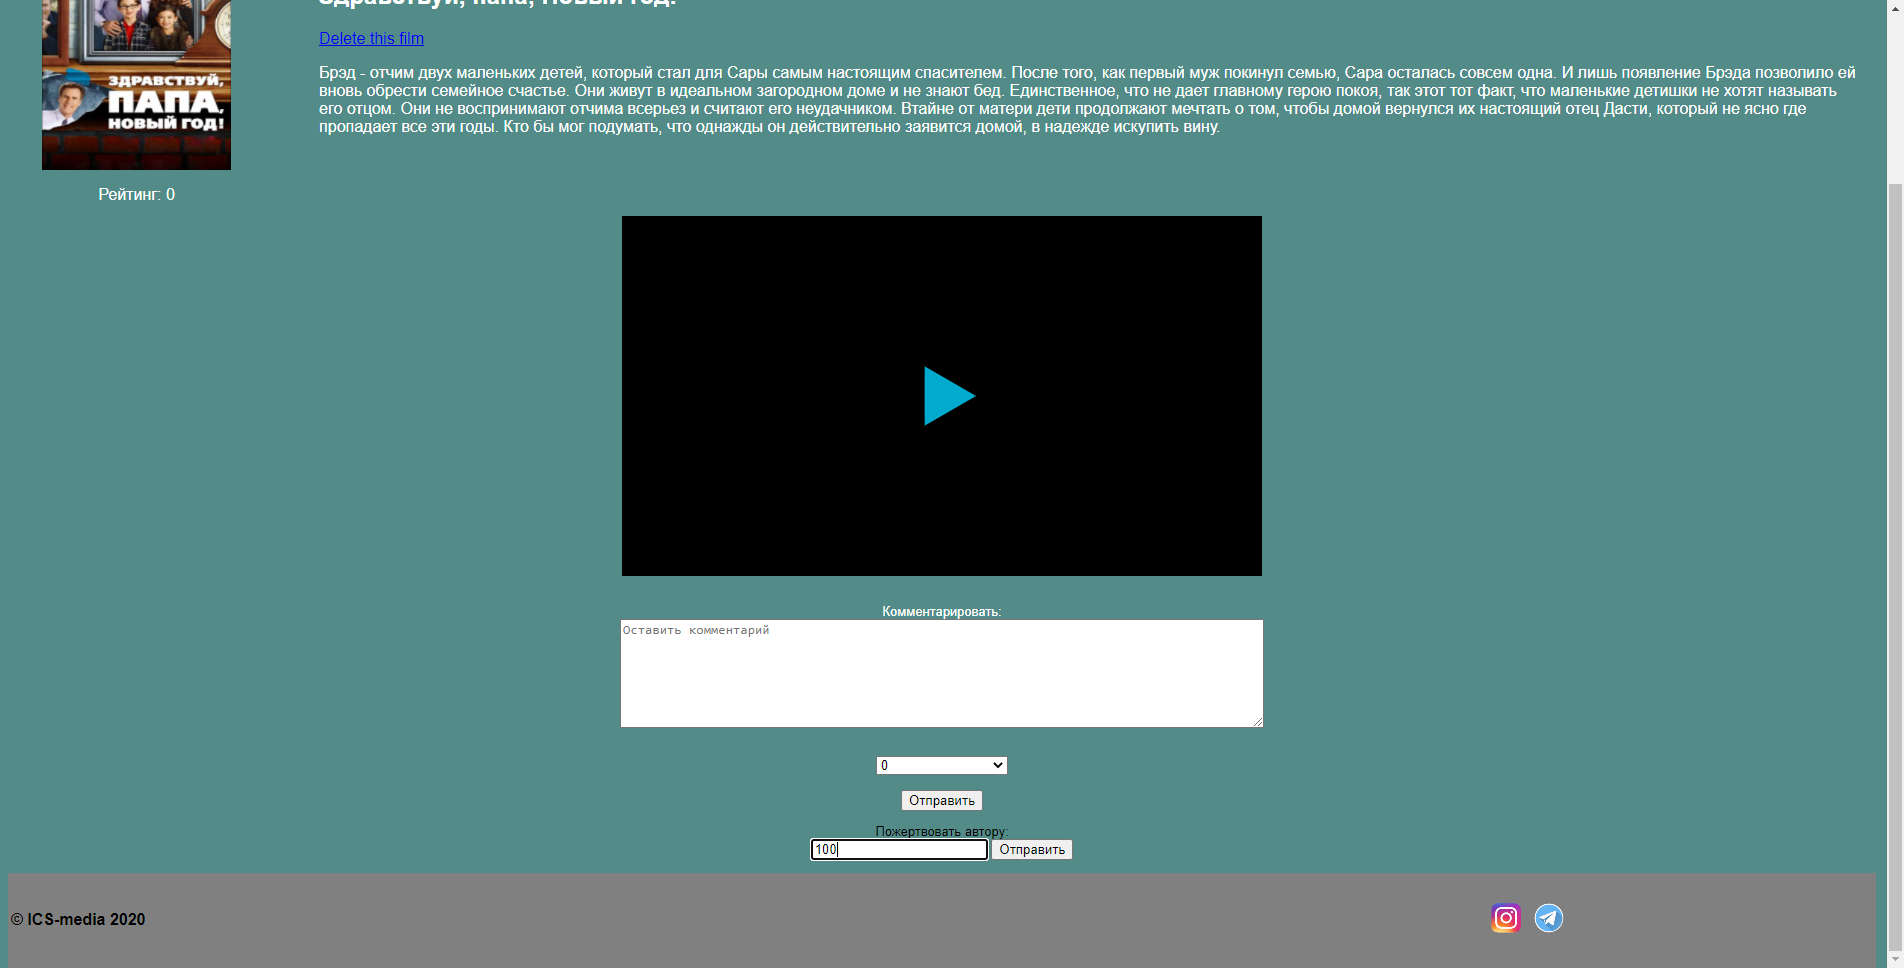 Здравствуй, папа, Новый год!
Delete this film
Брэд - отчим двух маленьких детей, который стал для Сары самым настоящим спасителем. После того, как первый муж покинул семью, Сара осталась совсем одна. И лишь появление Брэда позволило ей
вновь обрести семейное счастье. Они живут в идеальном загородном доме и не знают бед. Единственное, что не дает главному герою покоя, так этот тот факт, что маленькие детишки не хотят называть
его отцом. Они не воспринимают отчима всерьез и считают его неудачником. Втайне от матери дети продолжают мечтать о том, чтобы домой вернулся их настоящий отец Дасти, который не ясно где
пропадает все эти годы. Кто бы мог подумать, что однажды он действительно заявится домой, в надежде искупить вину.
ЗДРАВСТВУЙ,
ПАПА,
НОВЫЙ ГОД!
Рейтинг: 0
Комментарировать:
Оставить комментарий
0
Отправить
Пожертвовать автору:
100 Отправить
© ICS-media 2020